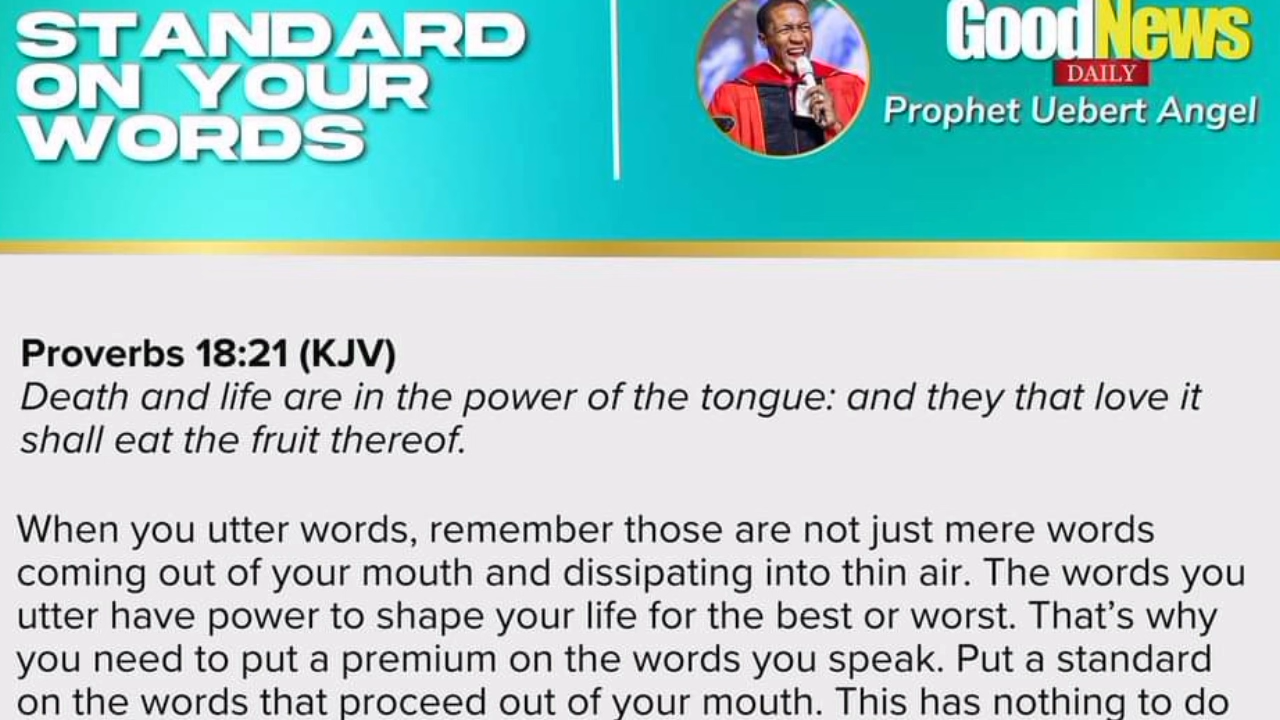 STANDARD
ON YOUR
WORDS
GoodNews
DAILY
Prophet Uebert Angel
Proverbs 18:21 (KJV)
Death and life are in the power of the tongue: and they that love it
shall eat the fruit thereof.
When you utter words, remember those are not just mere words
coming out of your mouth and dissipating into thin air. The words you
utter have power to shape your life for the best or worst. That’s why
you need to put a premium on the words you speak. Put a standard
on the words that proceed out of your mouth. This has nothing to do